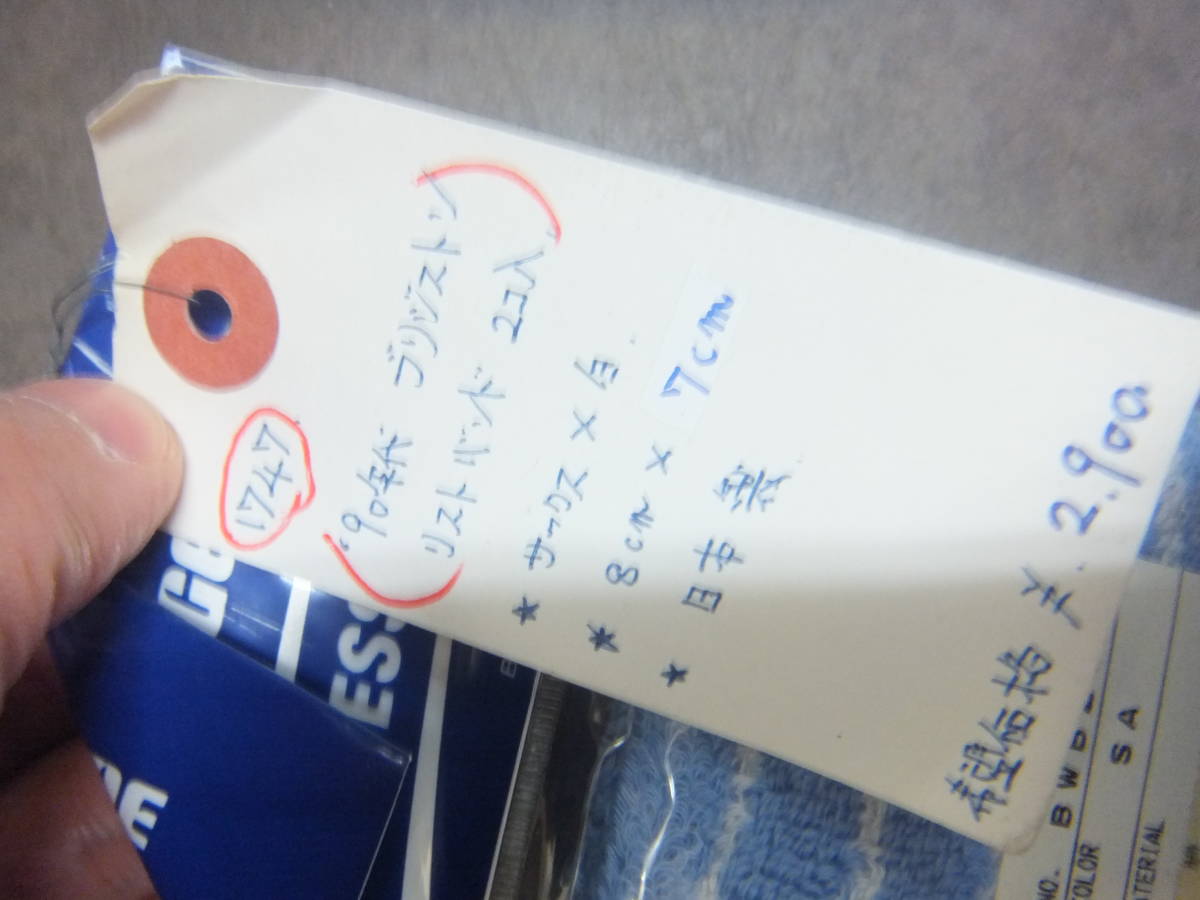 1747
'90年代 ブリヂストン
リストバンド 2コ入
* サックス × 白.
* 8cm × 7cm
* 日本製
希望価格 ¥.2.900
NO. BWB
COLOR SA
MATERIAL